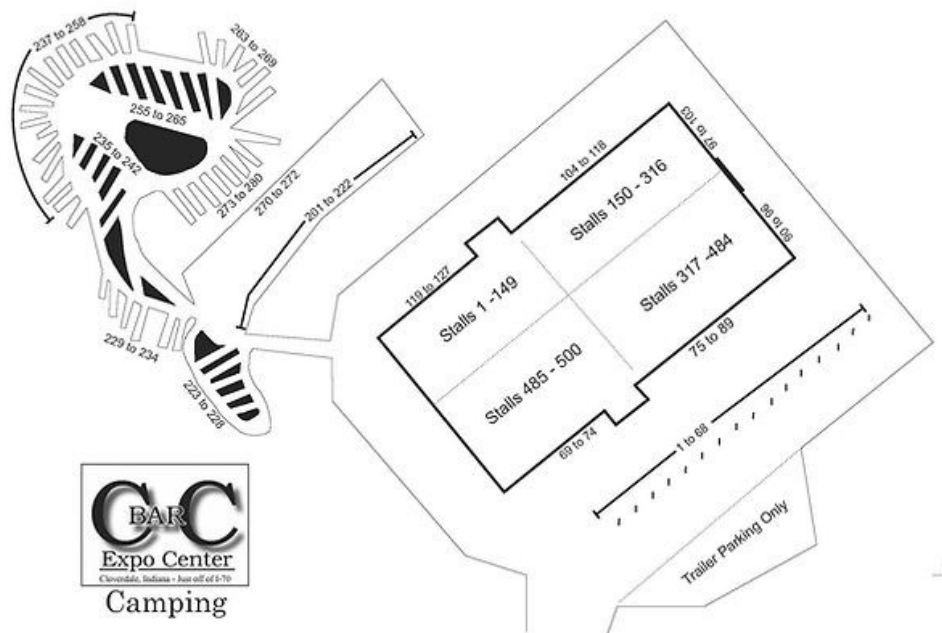 237 to 258
263 to 269
255 to 265
235 to 242
273 to 280
270 to 272
201 to 222
229 to 234
223 to 228
104 to 118
97 to 103
90 to 96
119 to 127
Stalls 150 - 316
Stalls 1 -149
Stalls 317 -484
Stalls 485 - 500
75 to 89
69 to 74
1 to 68
Trailer Parking Only
C BAR C
Expo Center
Cloverdale, Indiana - Just off of I-70
Camping